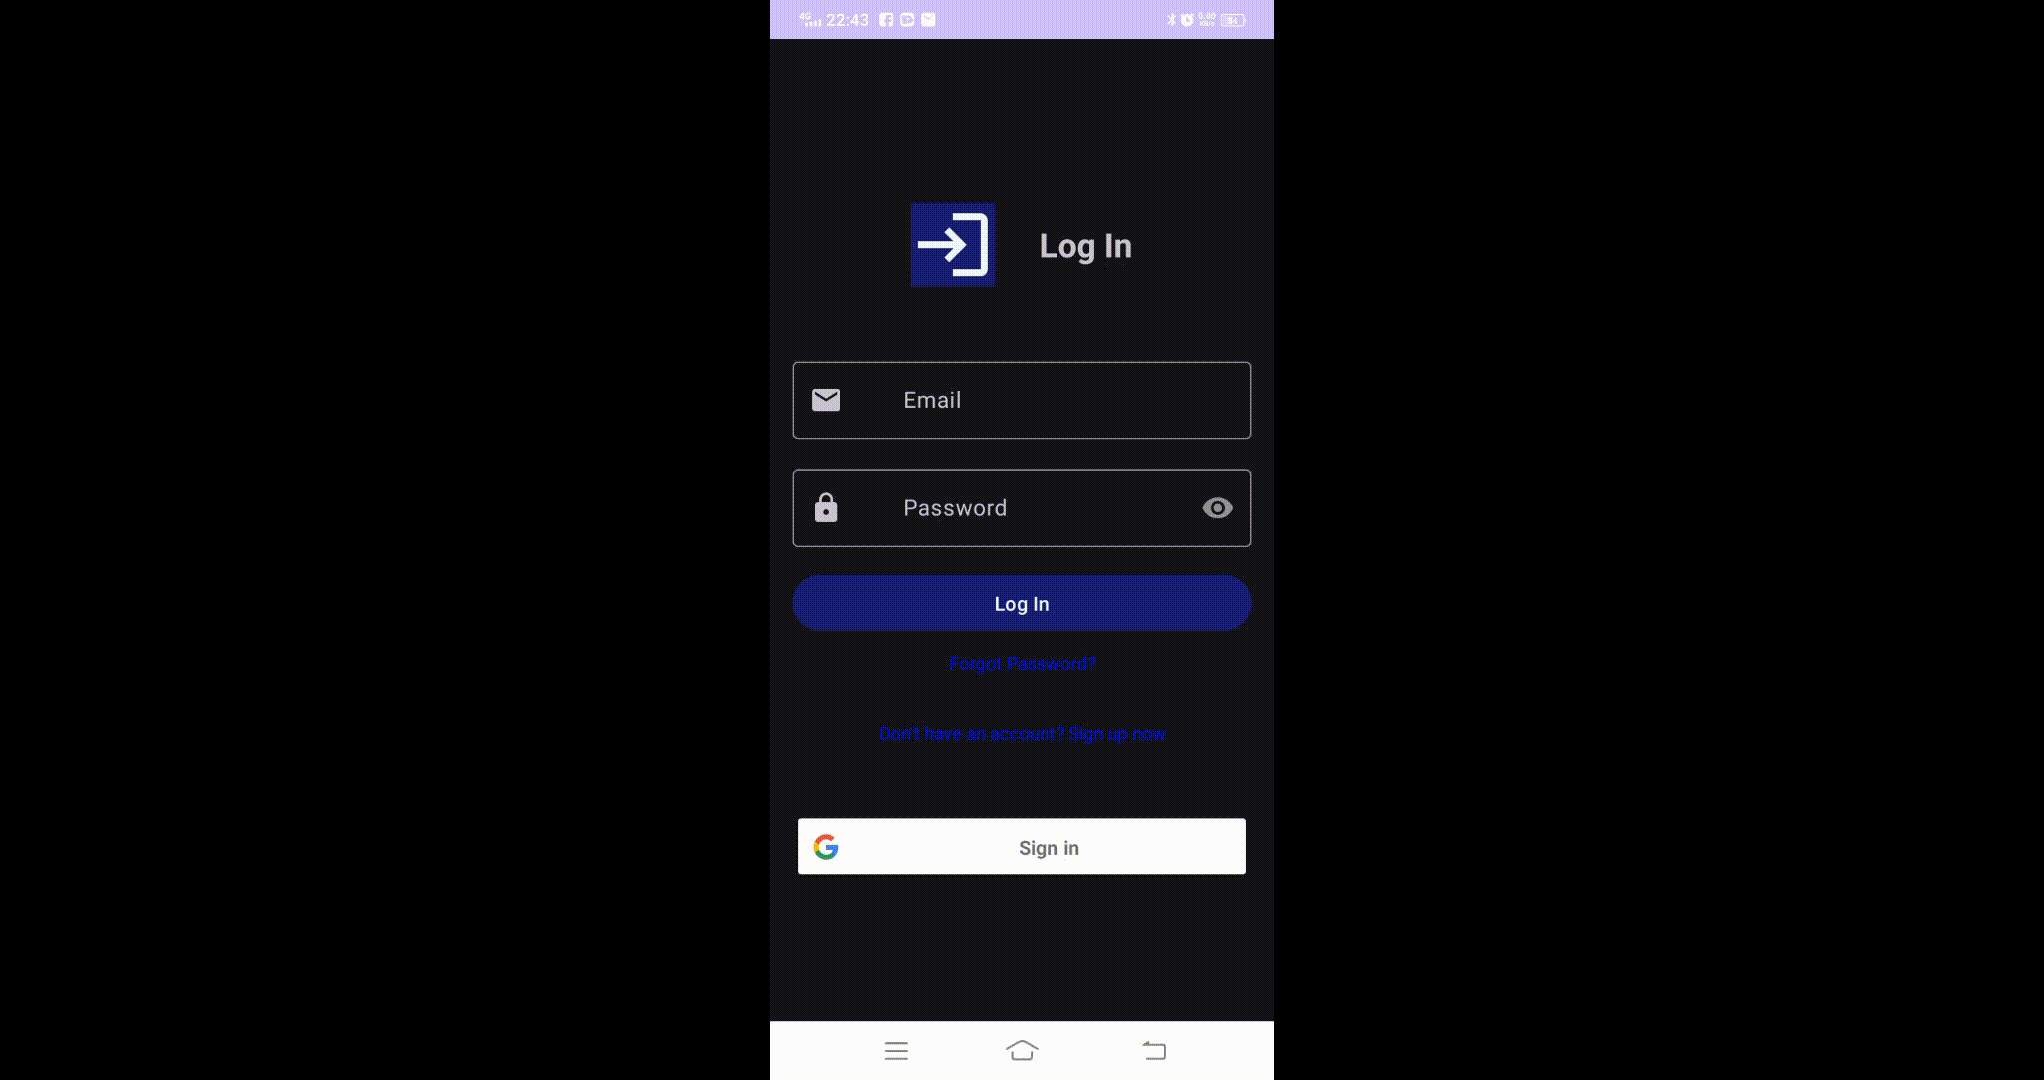 4G 22:43
Log In
Email
Password
Log In
Forgot Password?
Don't have an account? Sign up now
Sign in